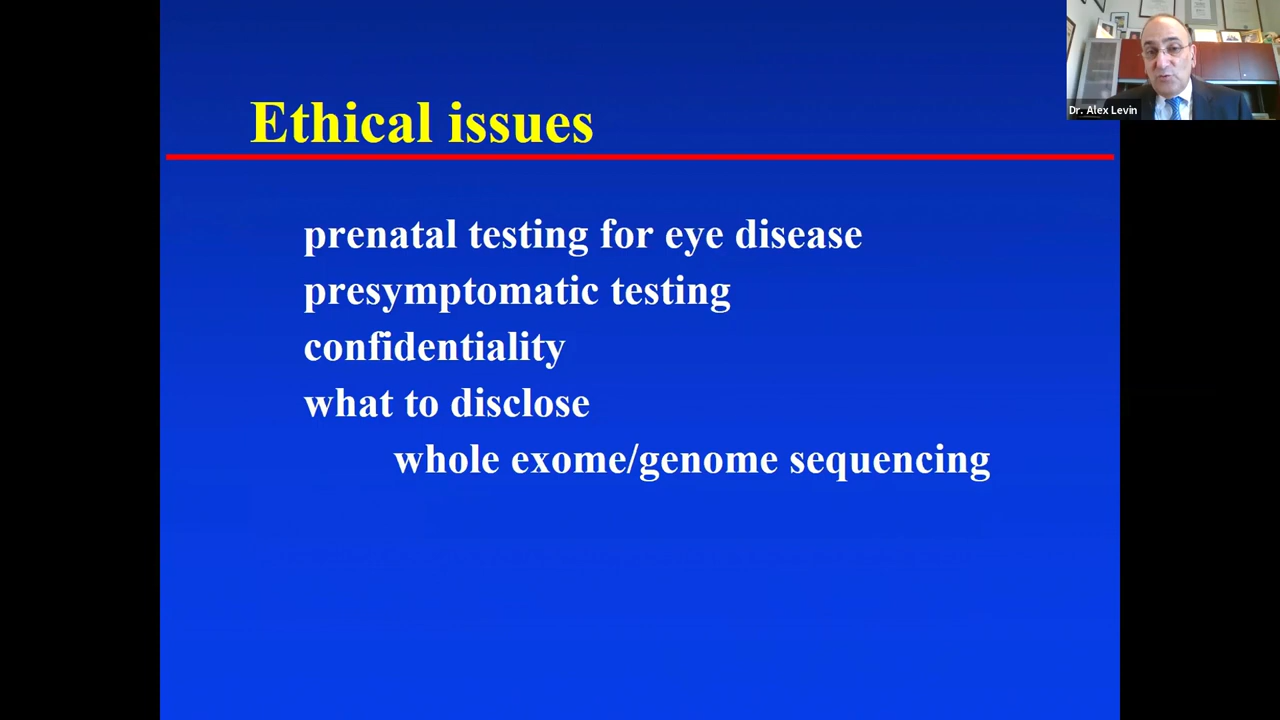 Ethical issues
Dr. Alex Levin
prenatal testing for eye disease
presymptomatic testing
confidentiality
what to disclose
whole exome/genome sequencing